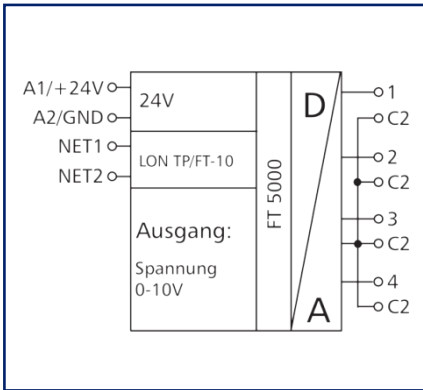 A1/+24V
A2/GND
NET1
NET2
24V
LON TP/FT-10
Ausgang:
Spannung
0-10V
FT 5000
D
A
1
C2
2
C2
3
C2
4
C2